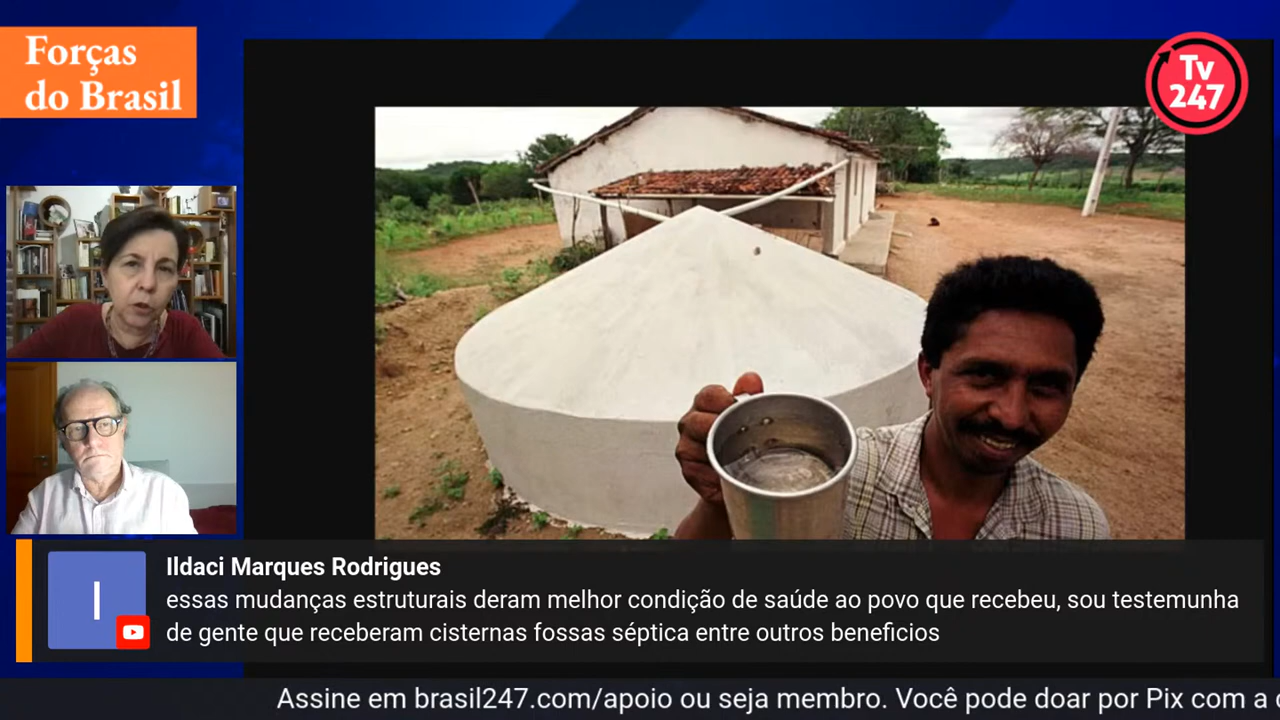 Forças
do Brasil
Tv
247
I
Ildaci Marques Rodrigues
essas mudanças estruturais deram melhor condição de saúde ao povo que recebeu, sou testemunha
de gente que receberam cisternas fossas séptica entre outros beneficios
Assine em brasil247.com/apoio ou seja membro. Você pode doar por Pix com a